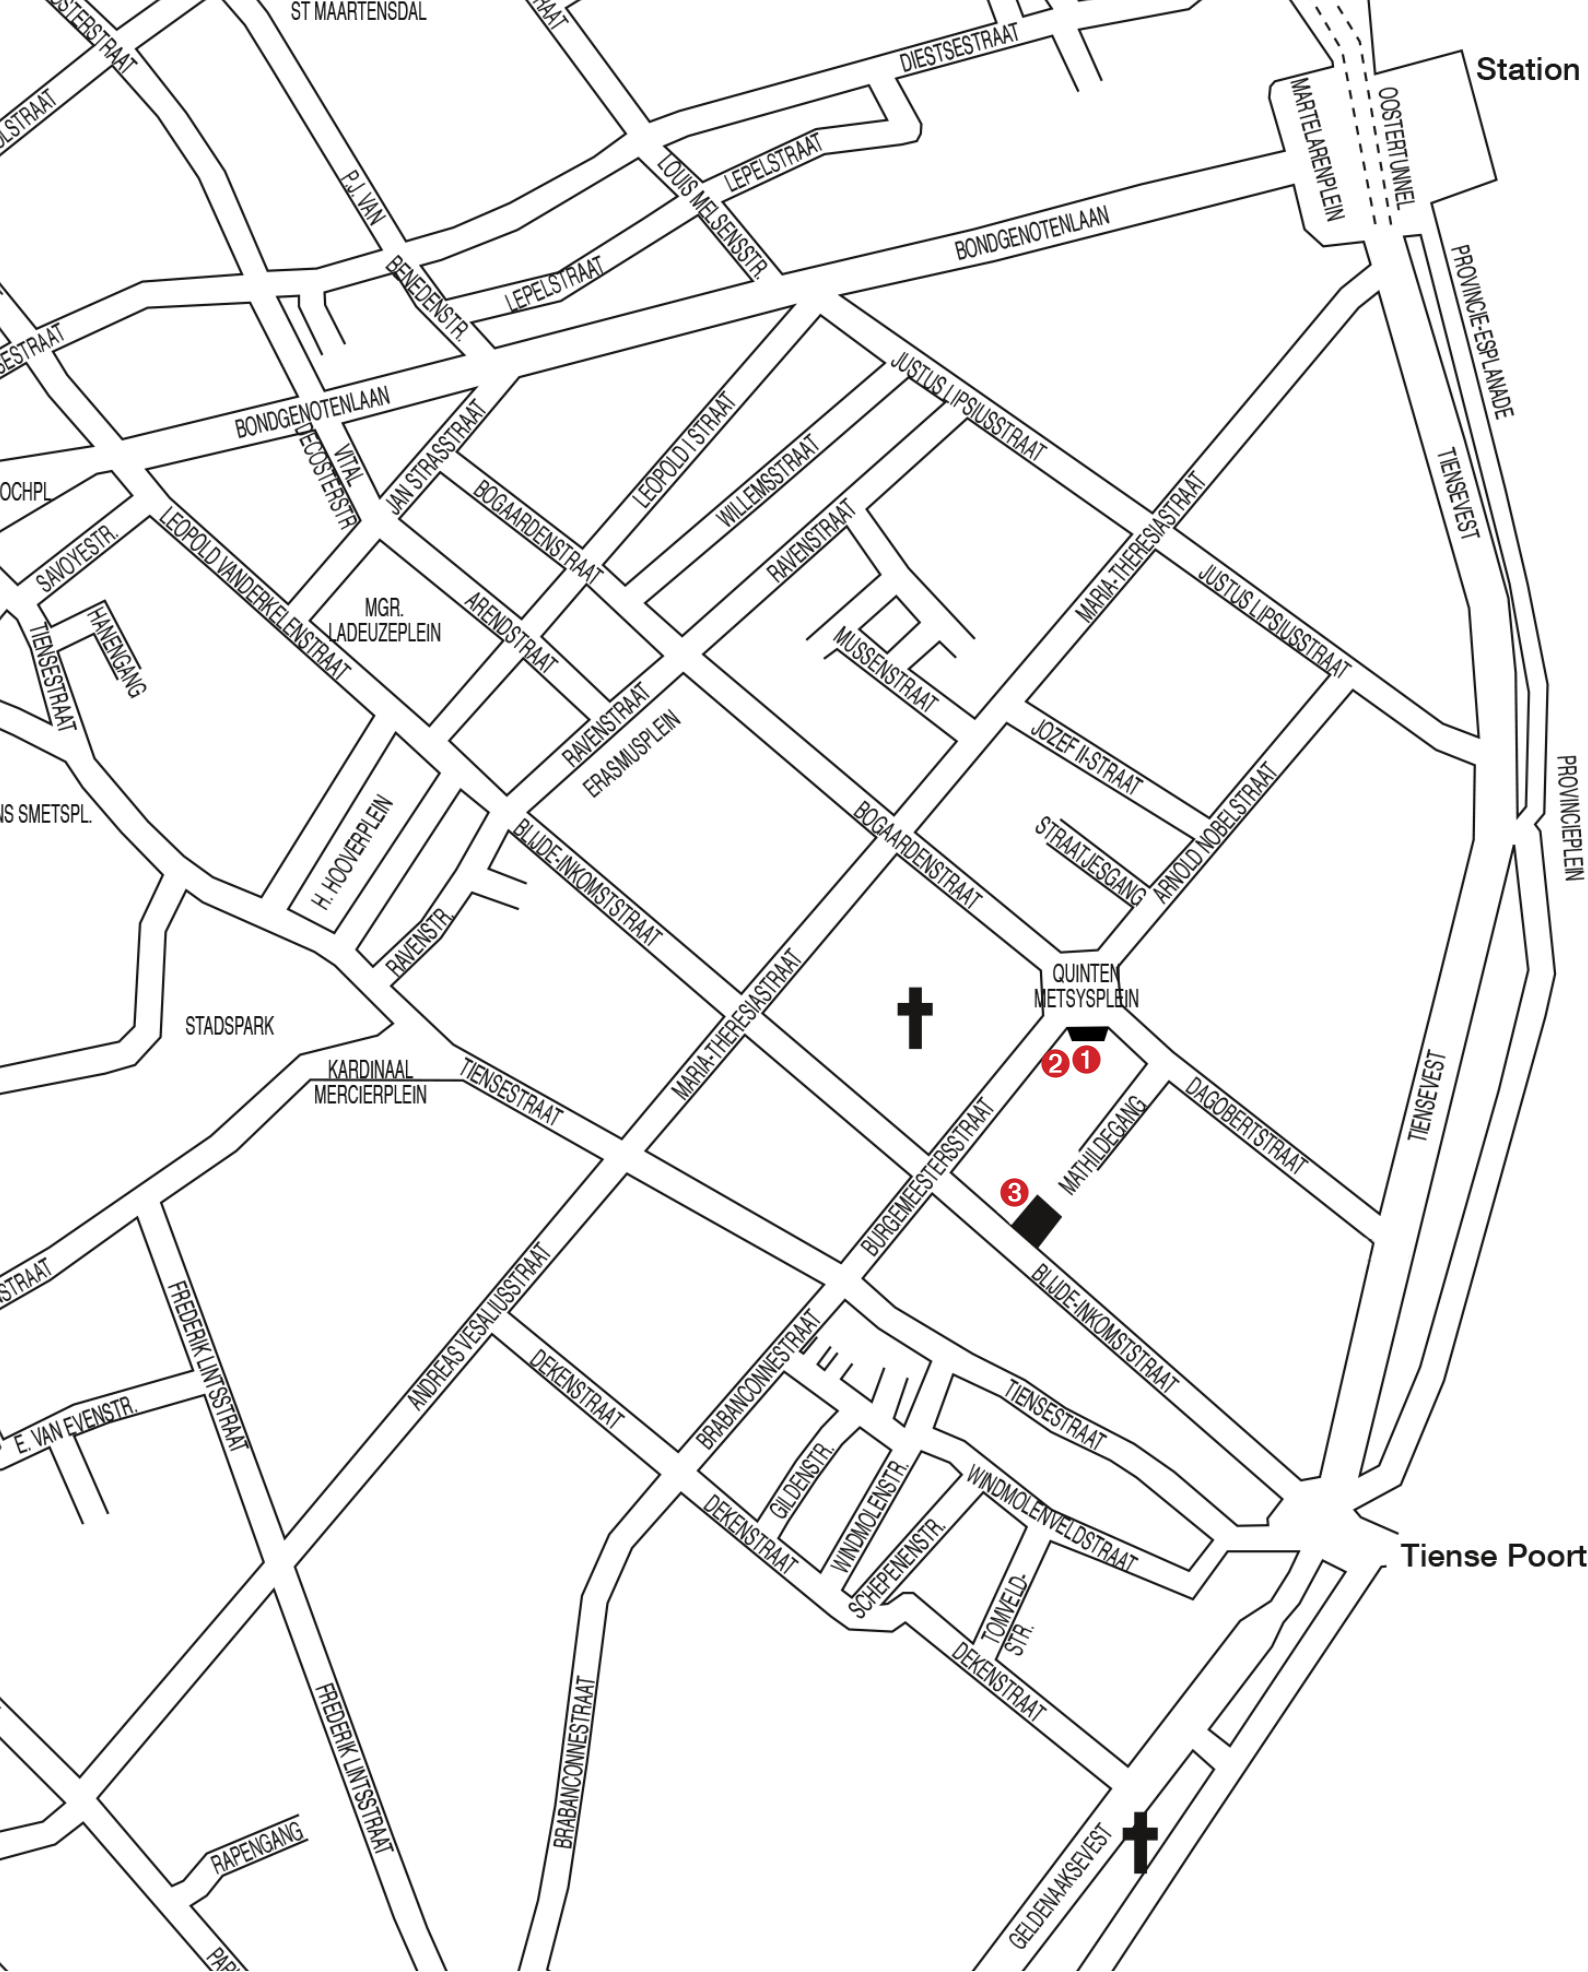 ST MAARTENSDAL
DIESTSESTRAAT
Station
MARTELARENPLEIN
OOSTERTUNNEL
P.J. VAN
BENEDENSTR.
LOUIS MELSENSSTR.
LEPELSTRAAT
LEPELSTRAAT
BONDGENOTENLAAN
PROVINCIE-ESPLANADE
BONDGENOTENLAAN
JUSTUS LIPSIUSSTRAAT
VITAL
DECOSTERSTR
JAN STRASSTRAAT
LEOPOLD I STRAAT
WILLEMSSTRAAT
TIENSEVEST
BOGAARDENSTRAAT
RAVENSTRAAT
MARIA-THERESIASTRAAT
SAVOYESTR.
LEOPOLD VANDERKELENSTRAAT
MGR.
LADEUZEPLEIN
ARENDSTRAAT
JUSTUS LIPSIUSSTRAAT
HANENGANG
TIENSESTRAAT
MUSSENSTRAAT
RAVENSTRAAT
ERASMUSPLEIN
JOZEF II-STRAAT
ARNOLD NOBELSTRAAT
PROVINCIEPLEIN
H. HOOVERPLEIN
BLIJDE-INKOMSTSTRAAT
BOGAARDENSTRAAT
STRAATJESGANG
RAVENSTR.
QUINTEN
METSYSPLEIN
STADSPARK
MARIA-THERESIASTRAAT
KARDINAAL
MERCIERPLEIN
TIENSESTRAAT
2
1
DAGOBERTSTRAAT
TIENSEVEST
MATHILDEGANG
BURGEMEESTERSSTRAAT
3
BLIJDE-INKOMSTSTRAAT
FREDERIK LINTSSTRAAT
ANDREAS VESALIUSSTRAAT
DEKENSTRAAT
BRABANCONNESTRAAT
TIENSESTRAAT
E. VAN EVENSTR.
GILDENSTR.
WINDMOLENSTR.
WINDMOLENVELDSTRAAT
DEKENSTRAAT
SCHEPENENSTR.
Tiense Poort
TOMVELD-
STR.
DEKENSTRAAT
FREDERIK LINTSSTRAAT
BRABANCONNESTRAAT
RAPENGANG
GELDENAAKSEVEST